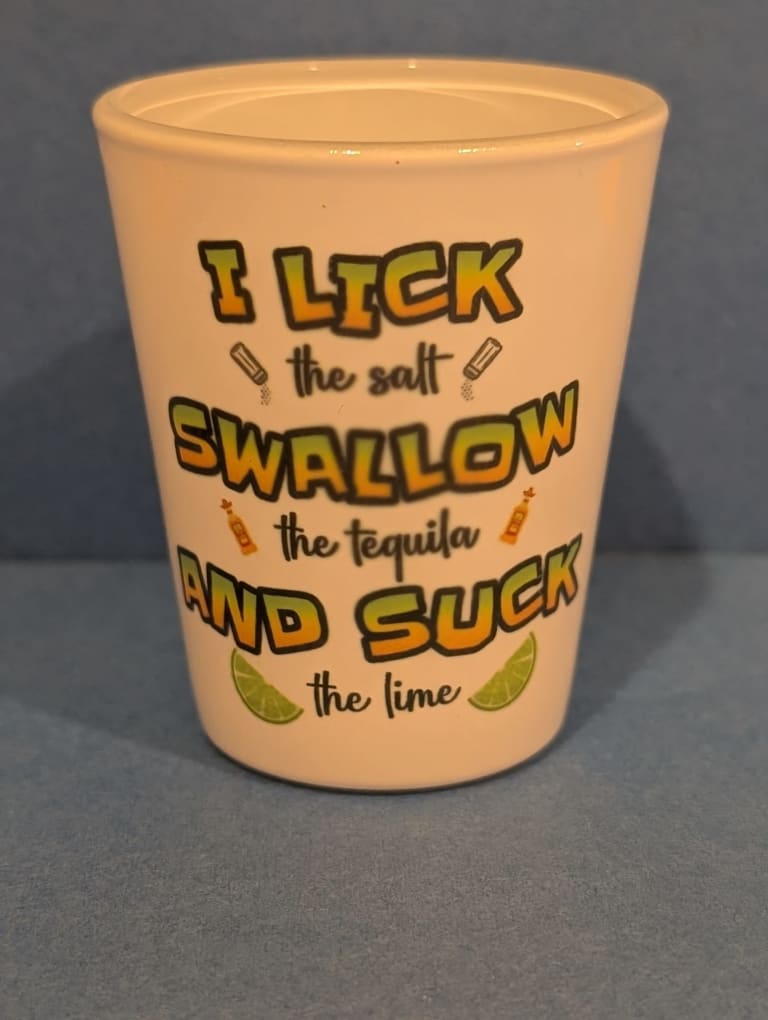 I LICK
the salt
SWALLOW
the tequila
AND SUCK
the lime